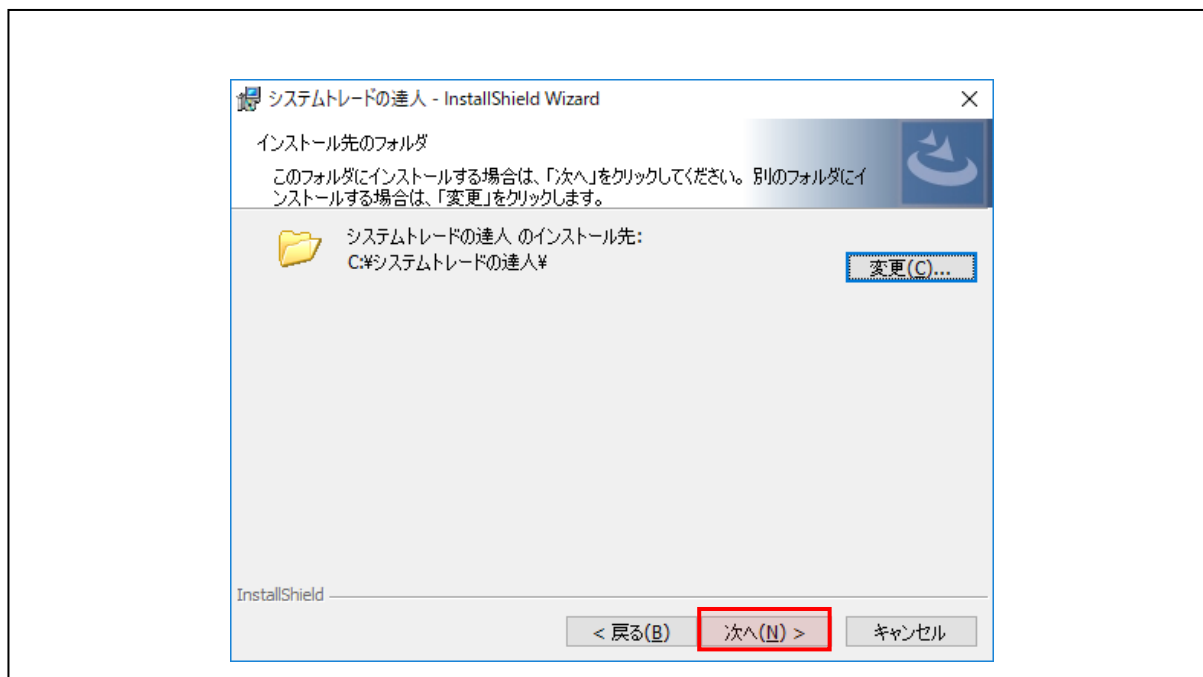 システムトレードの達人 - InstallShield Wizard
インストール先のフォルダ
このフォルダにインストールする場合は、「次へ」をクリックしてください。別のフォルダにイ
ンストールする場合は、「変更」をクリックします。
システムトレードの達人 のインストール先:
C:¥システムトレードの達人¥
変更(C)...
InstallShield
< 戻る(B)
次へ(N) >
キャンセル